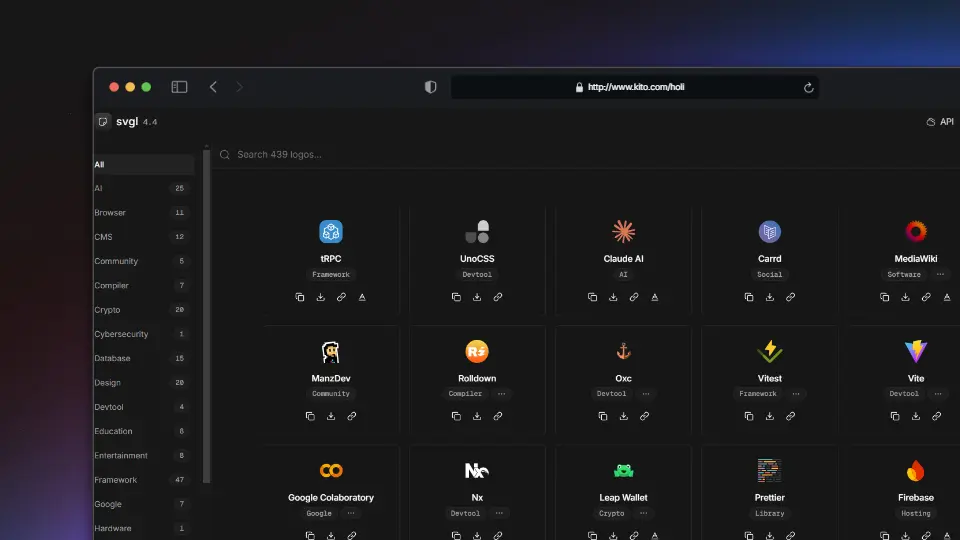 http://www.kito.com/holi
svgl 4.4
API
Search 439 logos...
All
AI 25
Browser 11
CMS 12
Community 5
Compiler 7
Crypto 20
Cybersecurity 1
Database 15
Design 20
Devtool 4
Education 6
Entertainment 8
Framework 47
Google 7
Hardware 1
tRPC
Framework
UnoCSS
Devtool
Claude AI
AI
Carrd
Social
MediaWiki
Software ...
ManzDev
Community
Rolldown
Compiler ...
Oxc
Devtool ...
Vitest
Framework ...
Vite
Devtool ...
Google Colaboratory
Google ...
Nx
Devtool ...
Leap Wallet
Crypto ...
Prettier
Library
Firebase
Hosting